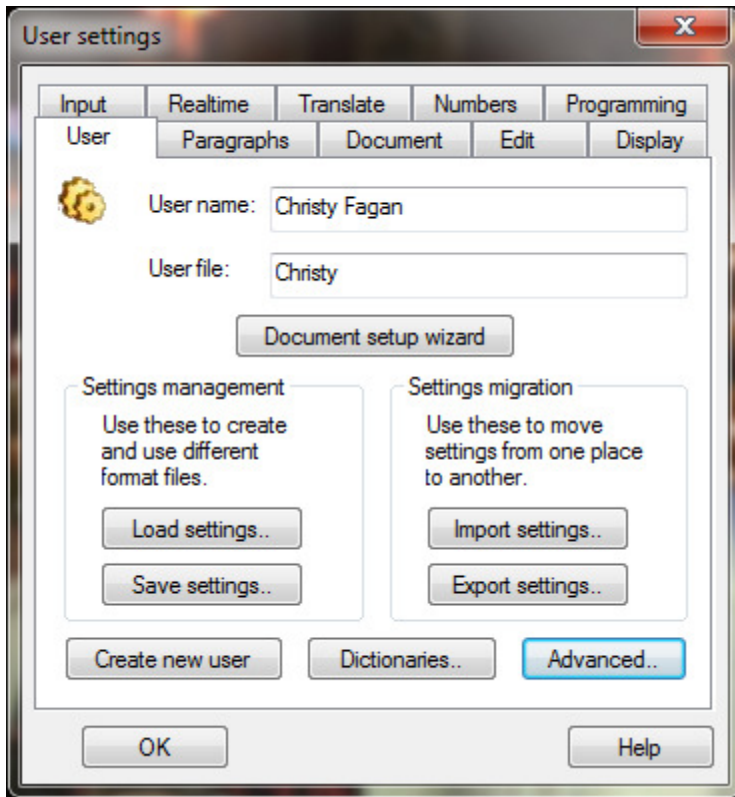 User settings
Input Realtime Translate Numbers Programming
User Paragraphs Document Edit Display
User name: Christy Fagan
User file: Christy
Document setup wizard
Settings management
Use these to create
and use different
format files.
Load settings..
Save settings..
Settings migration
Use these to move
settings from one place
to another.
Import settings..
Export settings..
Create new user Dictionaries.. Advanced..
OK Help